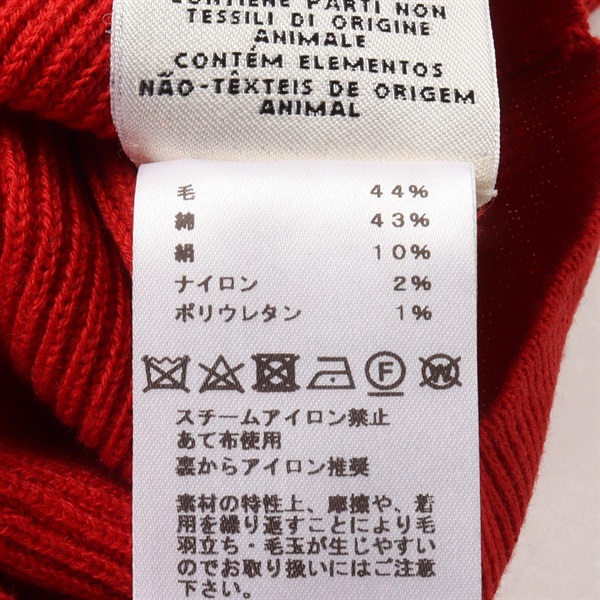 CONTIENE PARTI NON
TESSILI DI ORIGINE
ANIMALE
CONTÉM ELEMENTOS
NÃO-TÊXTEIS DE ORIGEM
ANIMAL
毛 44%
綿 43%
絹 10%
ナイロン 2%
ポリウレタン 1%
F W
スチームアイロン禁止
あて布使用
裏からアイロン推奨
素材の特性上、摩擦や、着
用を繰り返すことにより毛
羽立ち・毛玉が生じやすい
のでお取り扱いにはご注意
下さい。